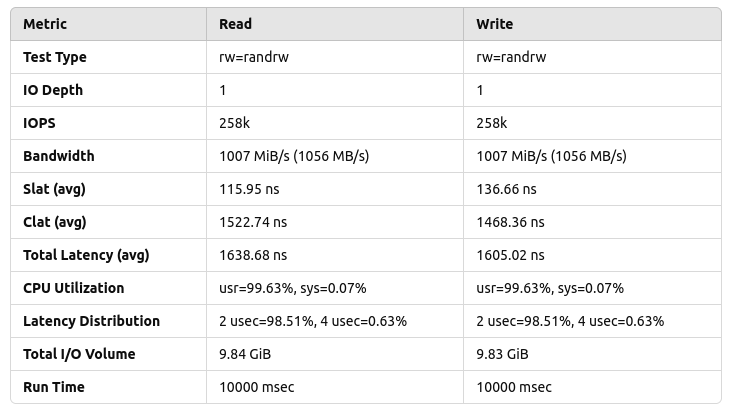 Metric Read Write
Test Type rw=randrw rw=randrw
IO Depth 1 1
IOPS 258k 258k
Bandwidth 1007 MiB/s (1056 MB/s) 1007 MiB/s (1056 MB/s)
Slat (avg) 115.95 ns 136.66 ns
Clat (avg) 1522.74 ns 1468.36 ns
Total Latency (avg) 1638.68 ns 1605.02 ns
CPU Utilization usr=99.63%, sys=0.07% usr=99.63%, sys=0.07%
Latency Distribution 2 usec=98.51%, 4 usec=0.63% 2 usec=98.51%, 4 usec=0.63%
Total I/O Volume 9.84 GiB 9.83 GiB
Run Time 10000 msec 10000 msec